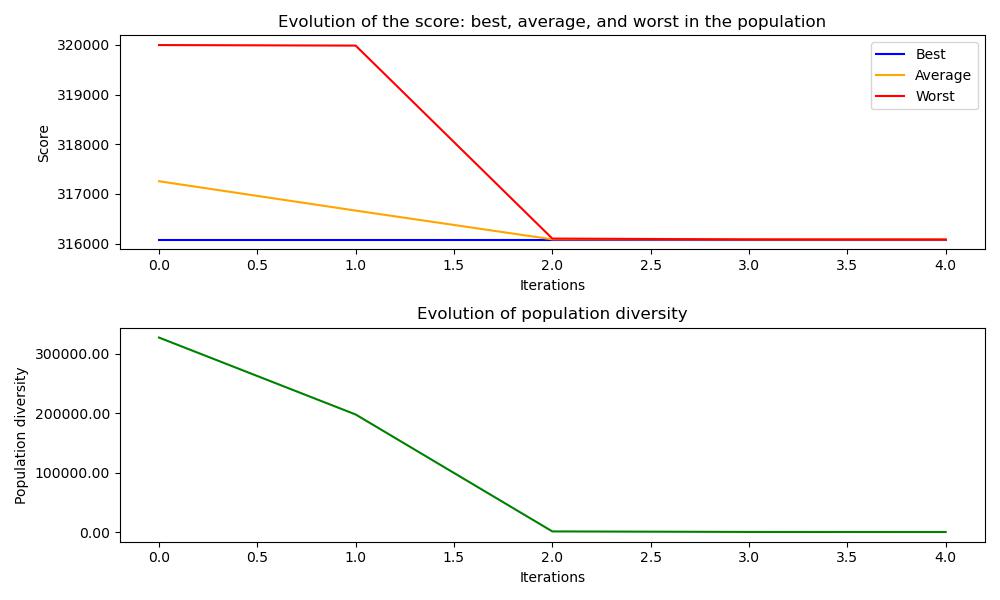 Evolution of the score: best, average, and worst in the population
Score
320000
319000
318000
317000
316000
Best
Average
Worst
0.0 0.5 1.0 1.5 2.0 2.5 3.0 3.5 4.0
Iterations
Evolution of population diversity
Population diversity
300000.00
200000.00
100000.00
0.00
0.0 0.5 1.0 1.5 2.0 2.5 3.0 3.5 4.0
Iterations